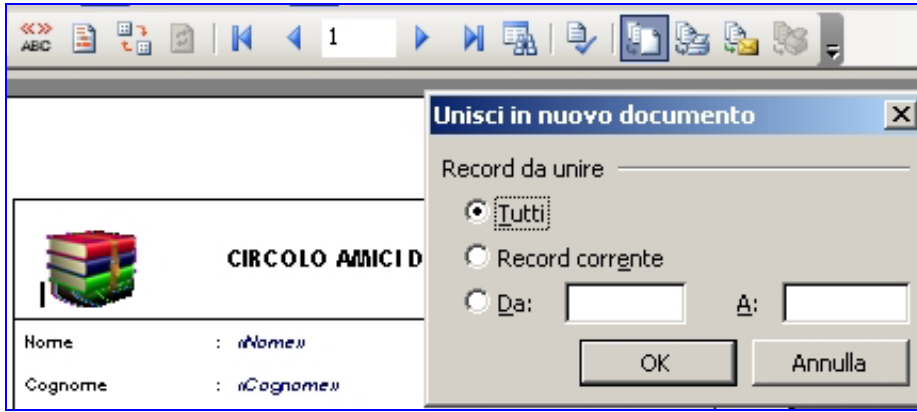 «» ABC
1
Unisci in nuovo documento
Record da unire
Tutti
Record corrente
Da: A:
OK Annulla
CIRCOLO AMICI D
Nome : «Nome»
Cognome : «Cognome»